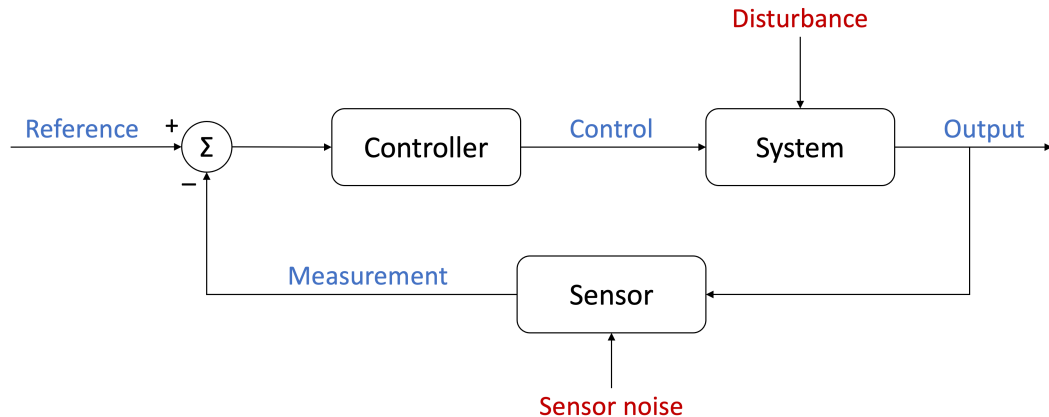 Disturbance
Reference
+
Σ
−
Controller
Control
System
Output
Measurement
Sensor
Sensor noise